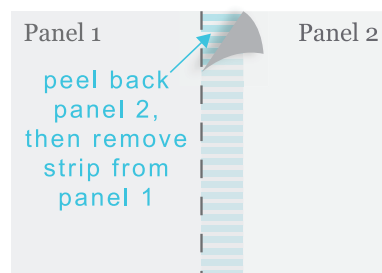 Panel 1
Panel 2
peel back
panel 2,
then remove
strip from
panel 1